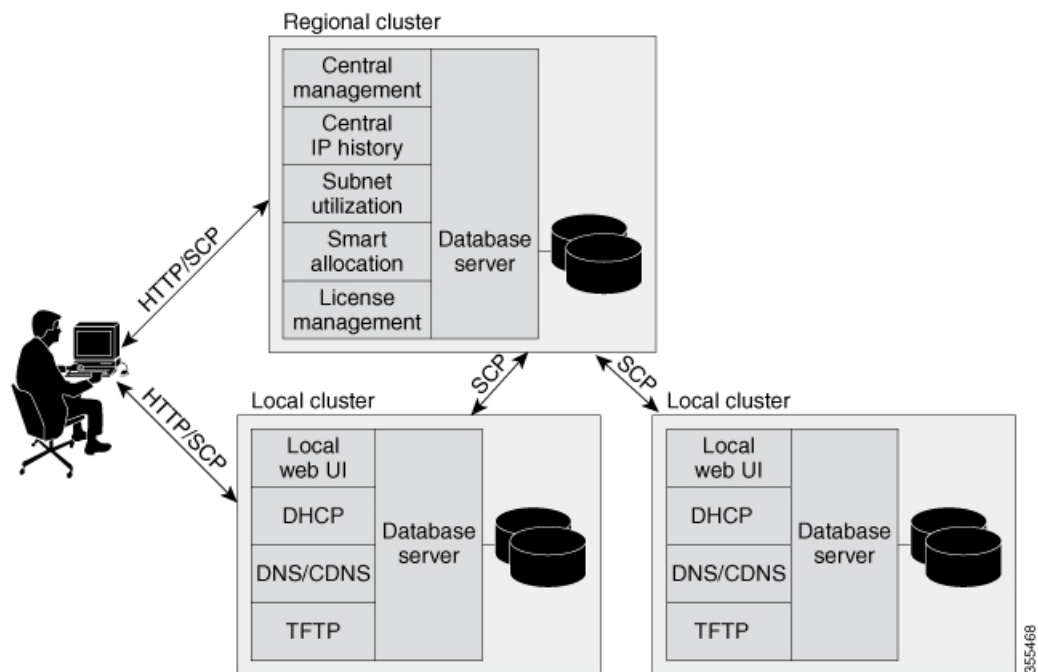 Regional cluster
Central
management
Central
IP history
Subnet
utilization
Smart
allocation
License
management
Database
server
HTTP/SCP
HTTP/SCP
SCP
SCP
Local cluster
Local
web UI
DHCP
DNS/CDNS
TFTP
Database
server
Local cluster
Local
web UI
DHCP
DNS/CDNS
TFTP
Database
server
355468